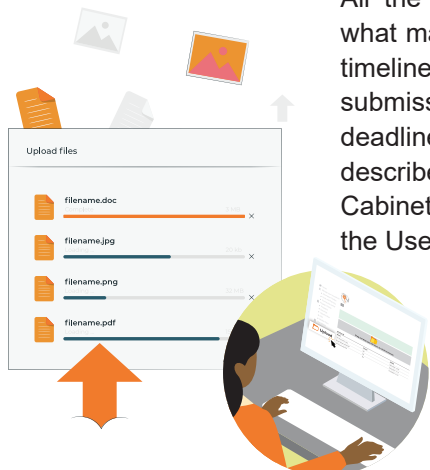 All the
what ma
timeline
submiss
deadline
describe
Cabinet
the Use
Upload files
filename.doc
filename.jpg
filename.png
filename.pdf
Upload